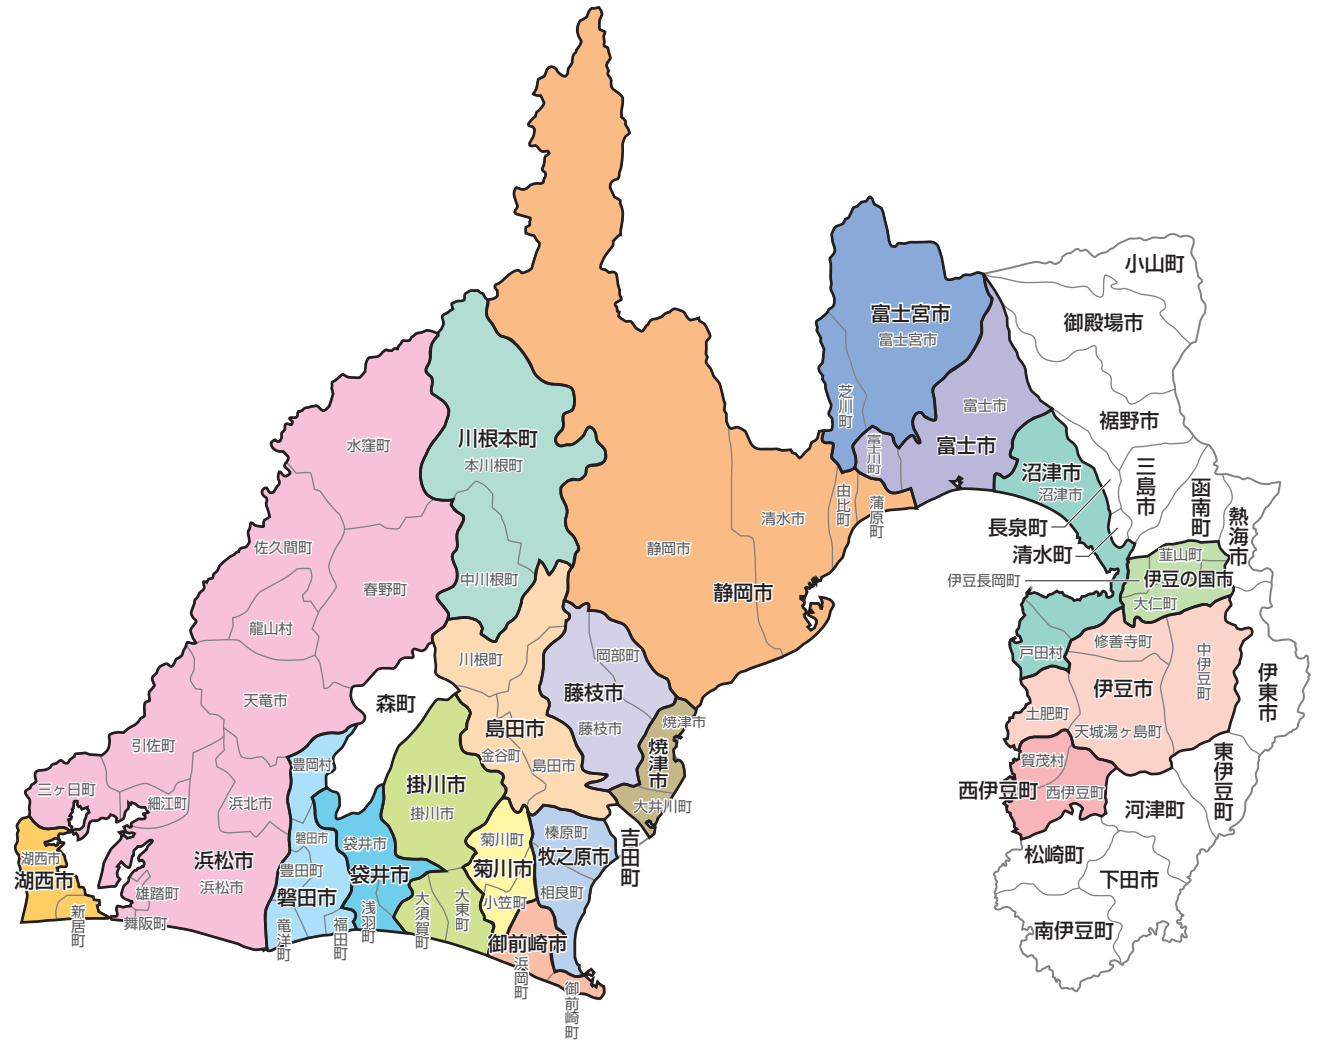 小山町
御殿場市
富士宮市
富士宮市
裾野市
芝川町
富士市
富士市
富士川町
三島市
函南町
熱海市
沼津市
沼津市
長泉町
清水町
韮山町
伊豆長岡町
伊豆の国市
大仁町
水窪町
川根本町
本川根町
中川根町
佐久間町
春野町
龍山村
天竜市
静岡市
静岡市
清水市
由比町
蒲原町
戸田村
修善寺町
中伊豆町
伊豆市
土肥町
天城湯ヶ島町
伊東市
東伊豆町
賀茂村
西伊豆町
西伊豆町
河津町
松崎町
下田市
南伊豆町
森町
川根町
岡部町
藤枝市
藤枝市
島田市
金谷町
島田市
焼津市
焼津市
大井川町
吉田町
引佐町
三ヶ日町
細江町
浜北市
豊岡村
掛川市
掛川市
湖西市
湖西市
新居町
浜松市
浜松市
雄踏町
舞阪町
磐田市
豊田町
磐田市
竜洋町
福田町
袋井市
袋井市
浅羽町
大須賀町
大東町
菊川町
菊川市
小笠町
榛原町
牧之原市
相良町
御前崎市
浜岡町
御前崎町